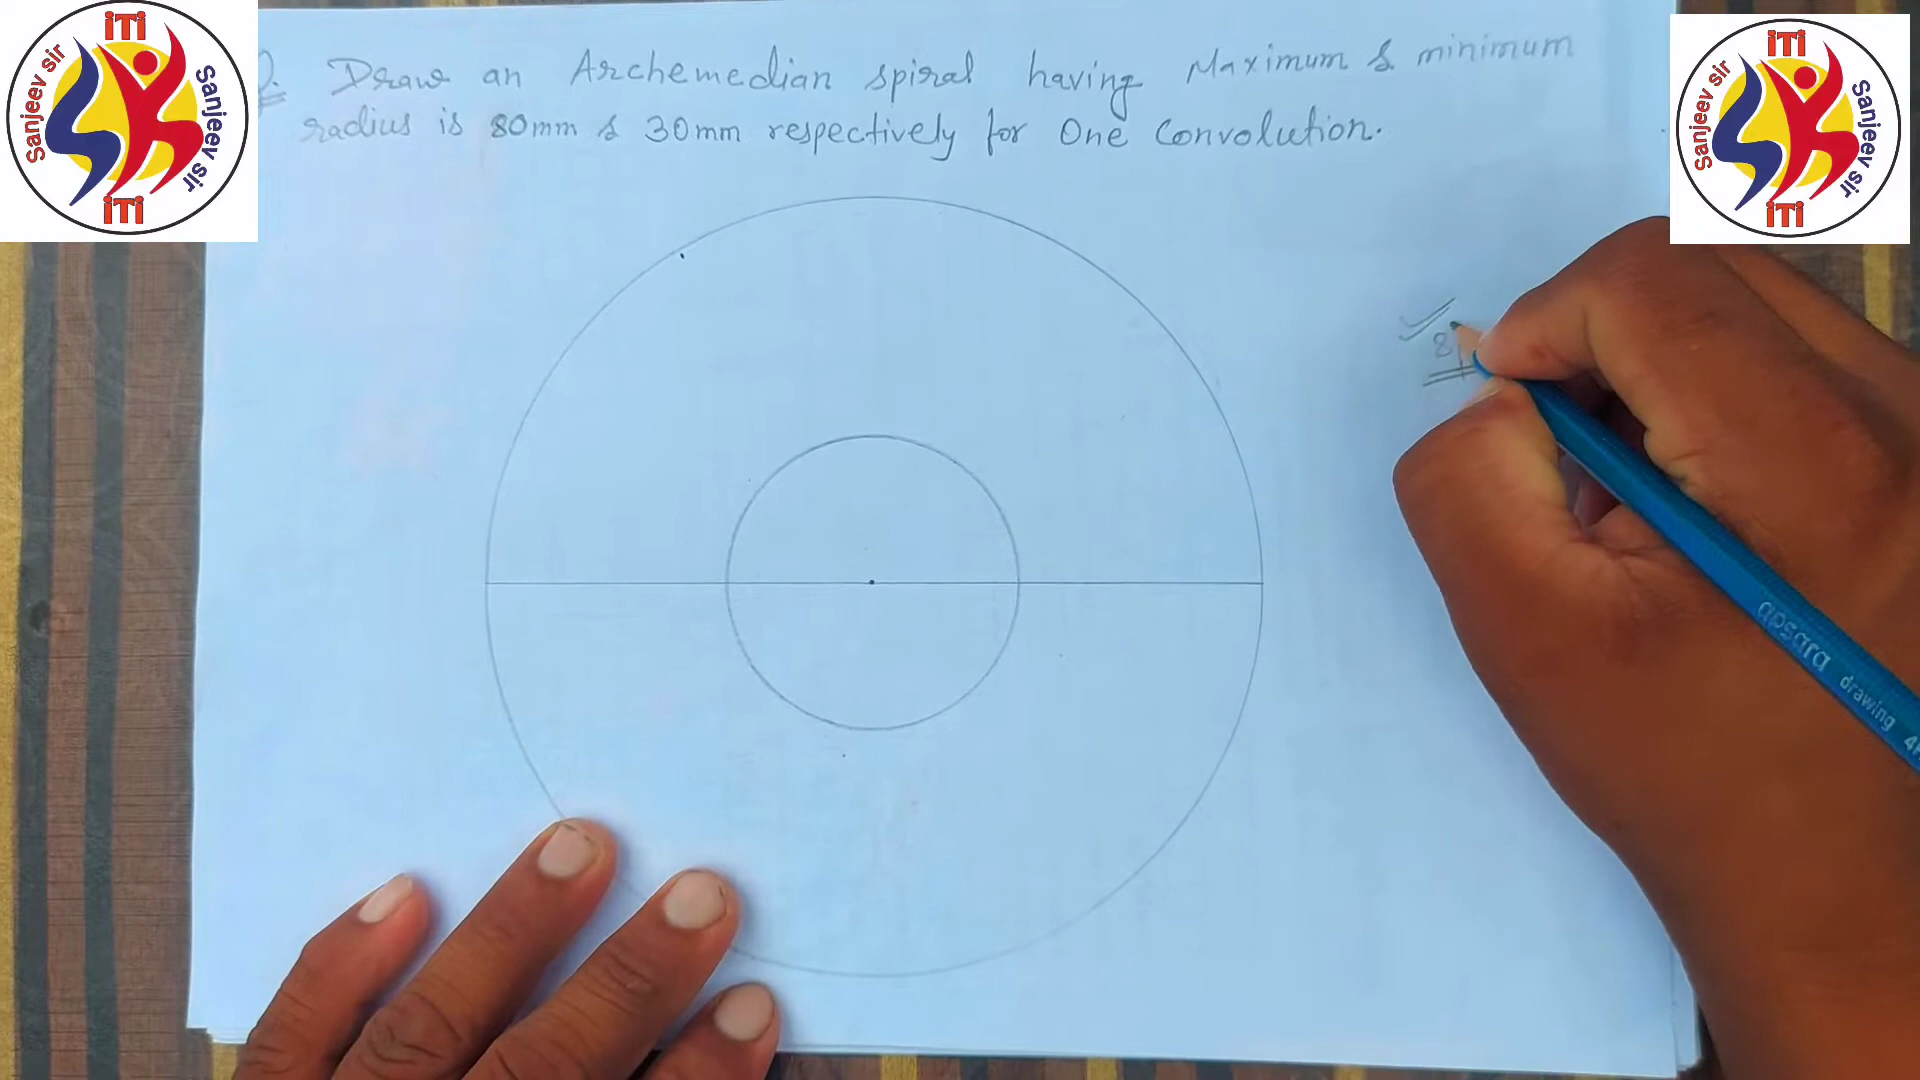 iTi
Sanjeev sir
Sanjeev sir
iTi
Q. Draw an Archemedian spiral having Maximum & minimum
radius is 80mm & 30mm respectively for One Convolution.
iTi
Sanjeev sir
Sanjeev sir
iTi
apsara drawing